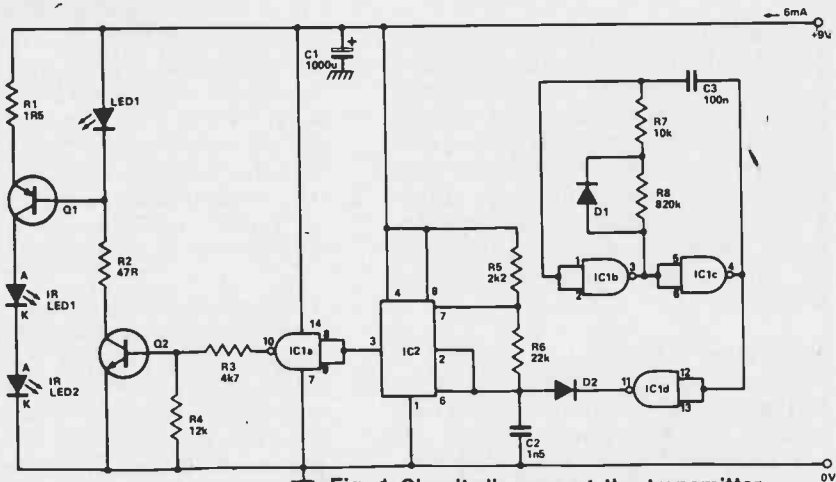 6mA
+9V
C1
1000u
+
R1
1R5
LED1
Q1
R2
47R
A
IR
LED1
K
A
IR
LED2
K
Q2
R3
4k7
R4
12k
10
IC1a
14
8
9
7
3
4
8
7
2
6
1
IC2
R5
2k2
R6
22k
C2
1n5
D2
11
IC1d
12
13
C3
100n
R7
10k
R8
820k
D1
1
2
IC1b
3
5
6
IC1c
4
0V
Fig. 1 Circuit diagram of the transmitter